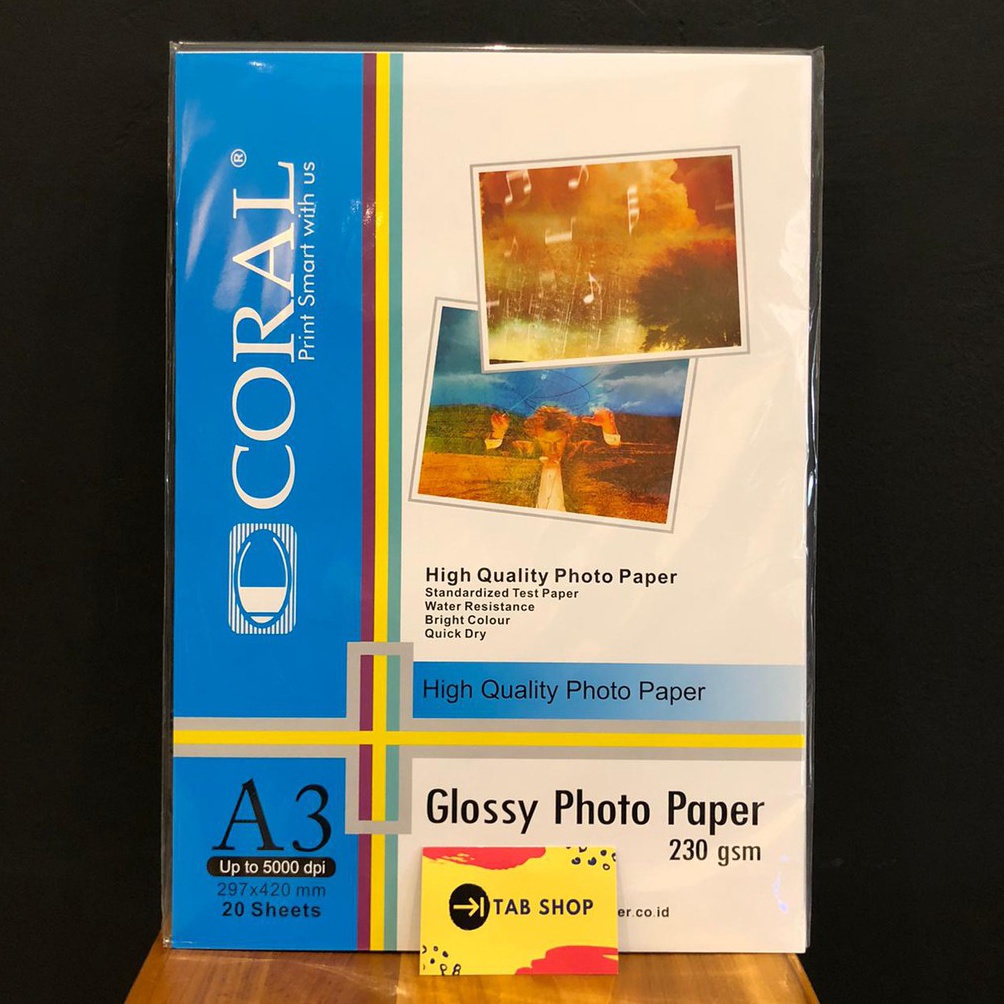 CORAL®
Print Smart with us
High Quality Photo Paper
Standardized Test Paper
Water Resistance
Bright Colour
Quick Dry
High Quality Photo Paper
A3
Up to 5000 dpi
297x420 mm
20 Sheets
Glossy Photo Paper
230 gsm
TAB SHOP
er.co.id